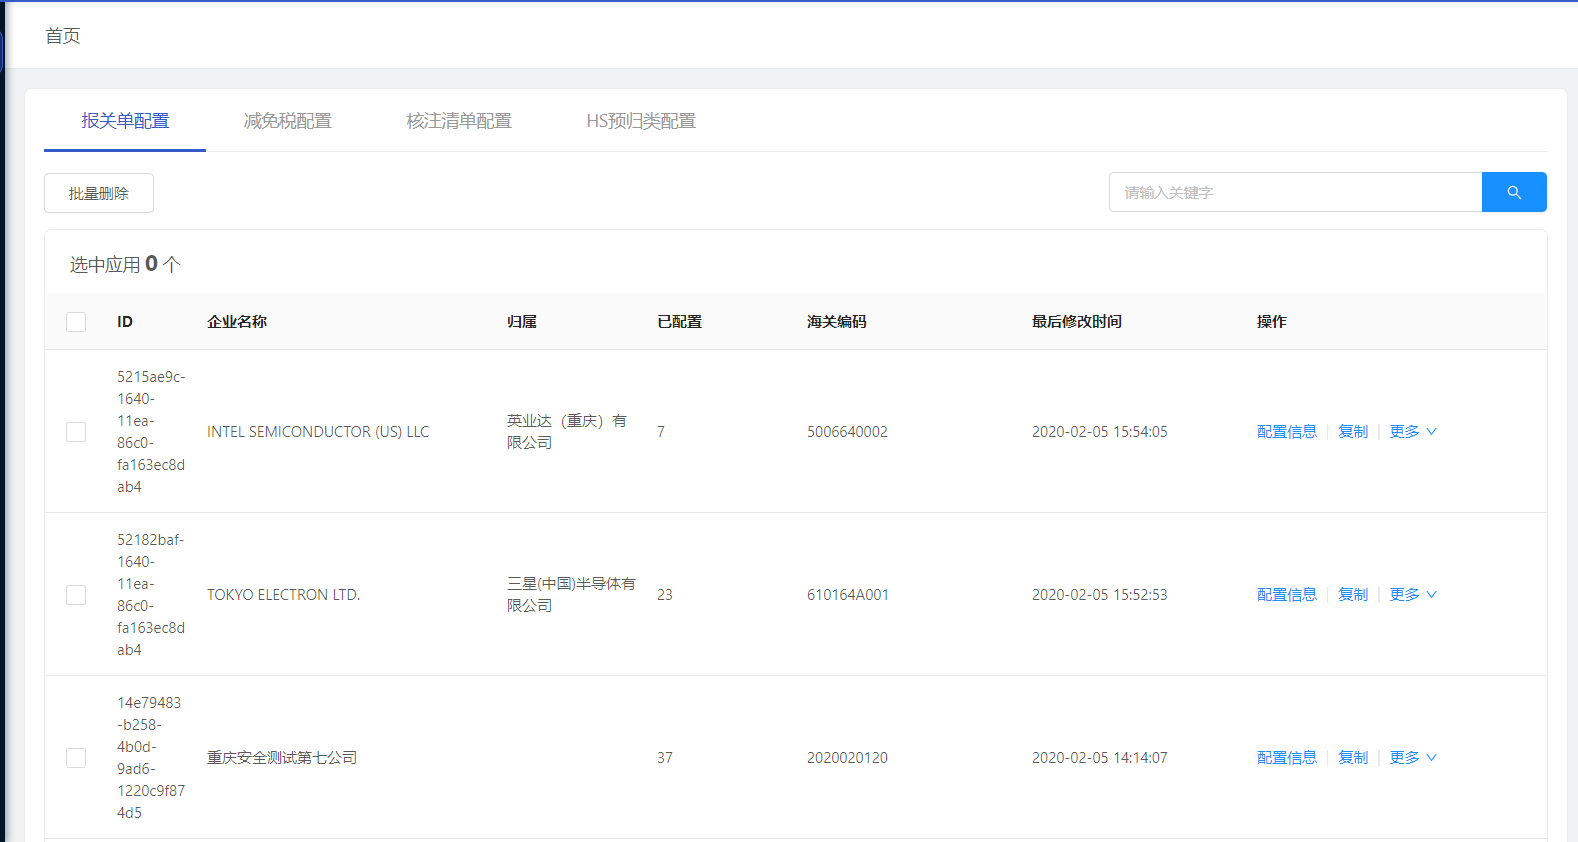 首页
报关单配置 减免税配置 核注清单配置 HS预归类配置
批量删除 请输入关键字
选中应用 0 个
ID 企业名称 归属 已配置 海关编码 最后修改时间 操作
5215ae9c-
1640-
11ea-
86c0-
fa163ec8d
ab4
INTEL SEMICONDUCTOR (US) LLC
英业达（重庆）有
限公司
7
5006640002
2020-02-05 15:54:05
配置信息 复制 更多
52182baf-
1640-
11ea-
86c0-
fa163ec8d
ab4
TOKYO ELECTRON LTD.
三星(中国)半导体有
限公司
23
610164A001
2020-02-05 15:52:53
配置信息 复制 更多
14e79483
-b258-
4b0d-
9ad6-
1220c9f87
4d5
重庆安全测试第七公司
37
2020020120
2020-02-05 14:14:07
配置信息 复制 更多